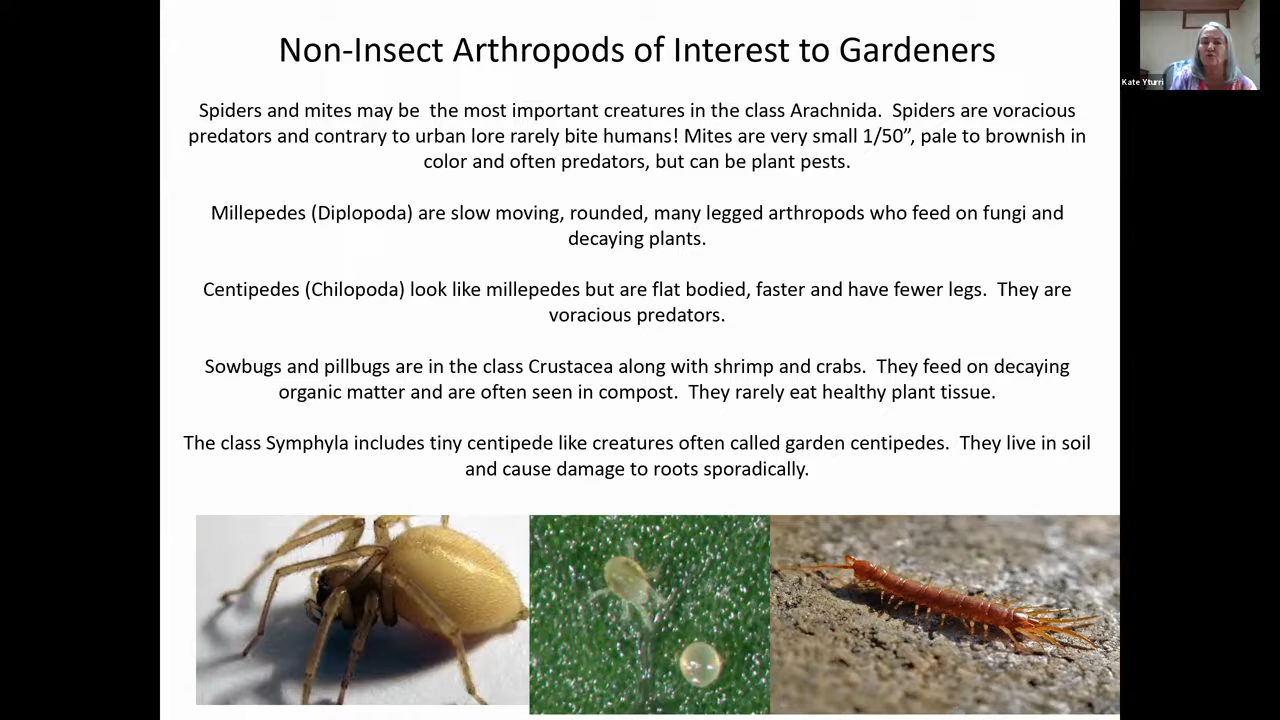 Non-Insect Arthropods of Interest to Gardeners
Kate Yturri
Spiders and mites may be  the most important creatures in the class Arachnida.  Spiders are voracious
predators and contrary to urban lore rarely bite humans! Mites are very small 1/50”, pale to brownish in
color and often predators, but can be plant pests.
Millepedes (Diplopoda) are slow moving, rounded, many legged arthropods who feed on fungi and
decaying plants.
Centipedes (Chilopoda) look like millepedes but are flat bodied, faster and have fewer legs.  They are
voracious predators.
Sowbugs and pillbugs are in the class Crustacea along with shrimp and crabs.  They feed on decaying
organic matter and are often seen in compost.  They rarely eat healthy plant tissue.
The class Symphyla includes tiny centipede like creatures often called garden centipedes.  They live in soil
and cause damage to roots sporadically.